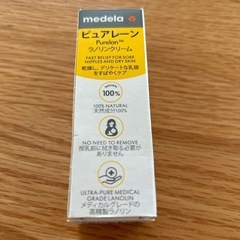 medela
ピュアレーン
Purelan™
ラノリンクリーム
FAST RELIEF FOR SORE
NIPPLES AND DRY SKIN
乾燥し、デリケートな乳頭
をすばやくケア
100%
100% NATURAL
天然成分100%
NO NEED TO REMOVE
授乳前に拭き取る必要が
ありません
ULTRA-PURE MEDICAL
GRADE LANOLIN
メディカルグレードの
高精製ラノリン